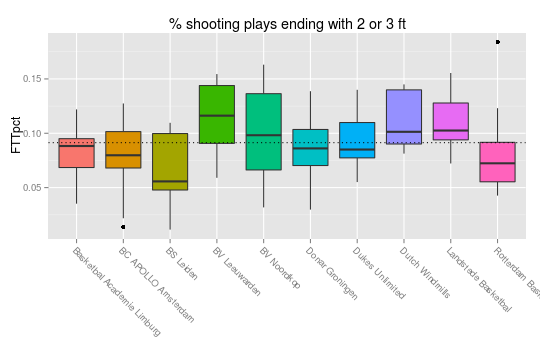 % shooting plays ending with 2 or 3 ft
FTTpct
0.15
0.10
0.05
Basketbal Academie Limburg
BC APOLLO Amsterdam
BS Leiden
BV Leeuwarden
BV Noordkop
Donar Groningen
Dukes Unlimited
Dutch Windmills
Landstede Basketbal
Rotterdam